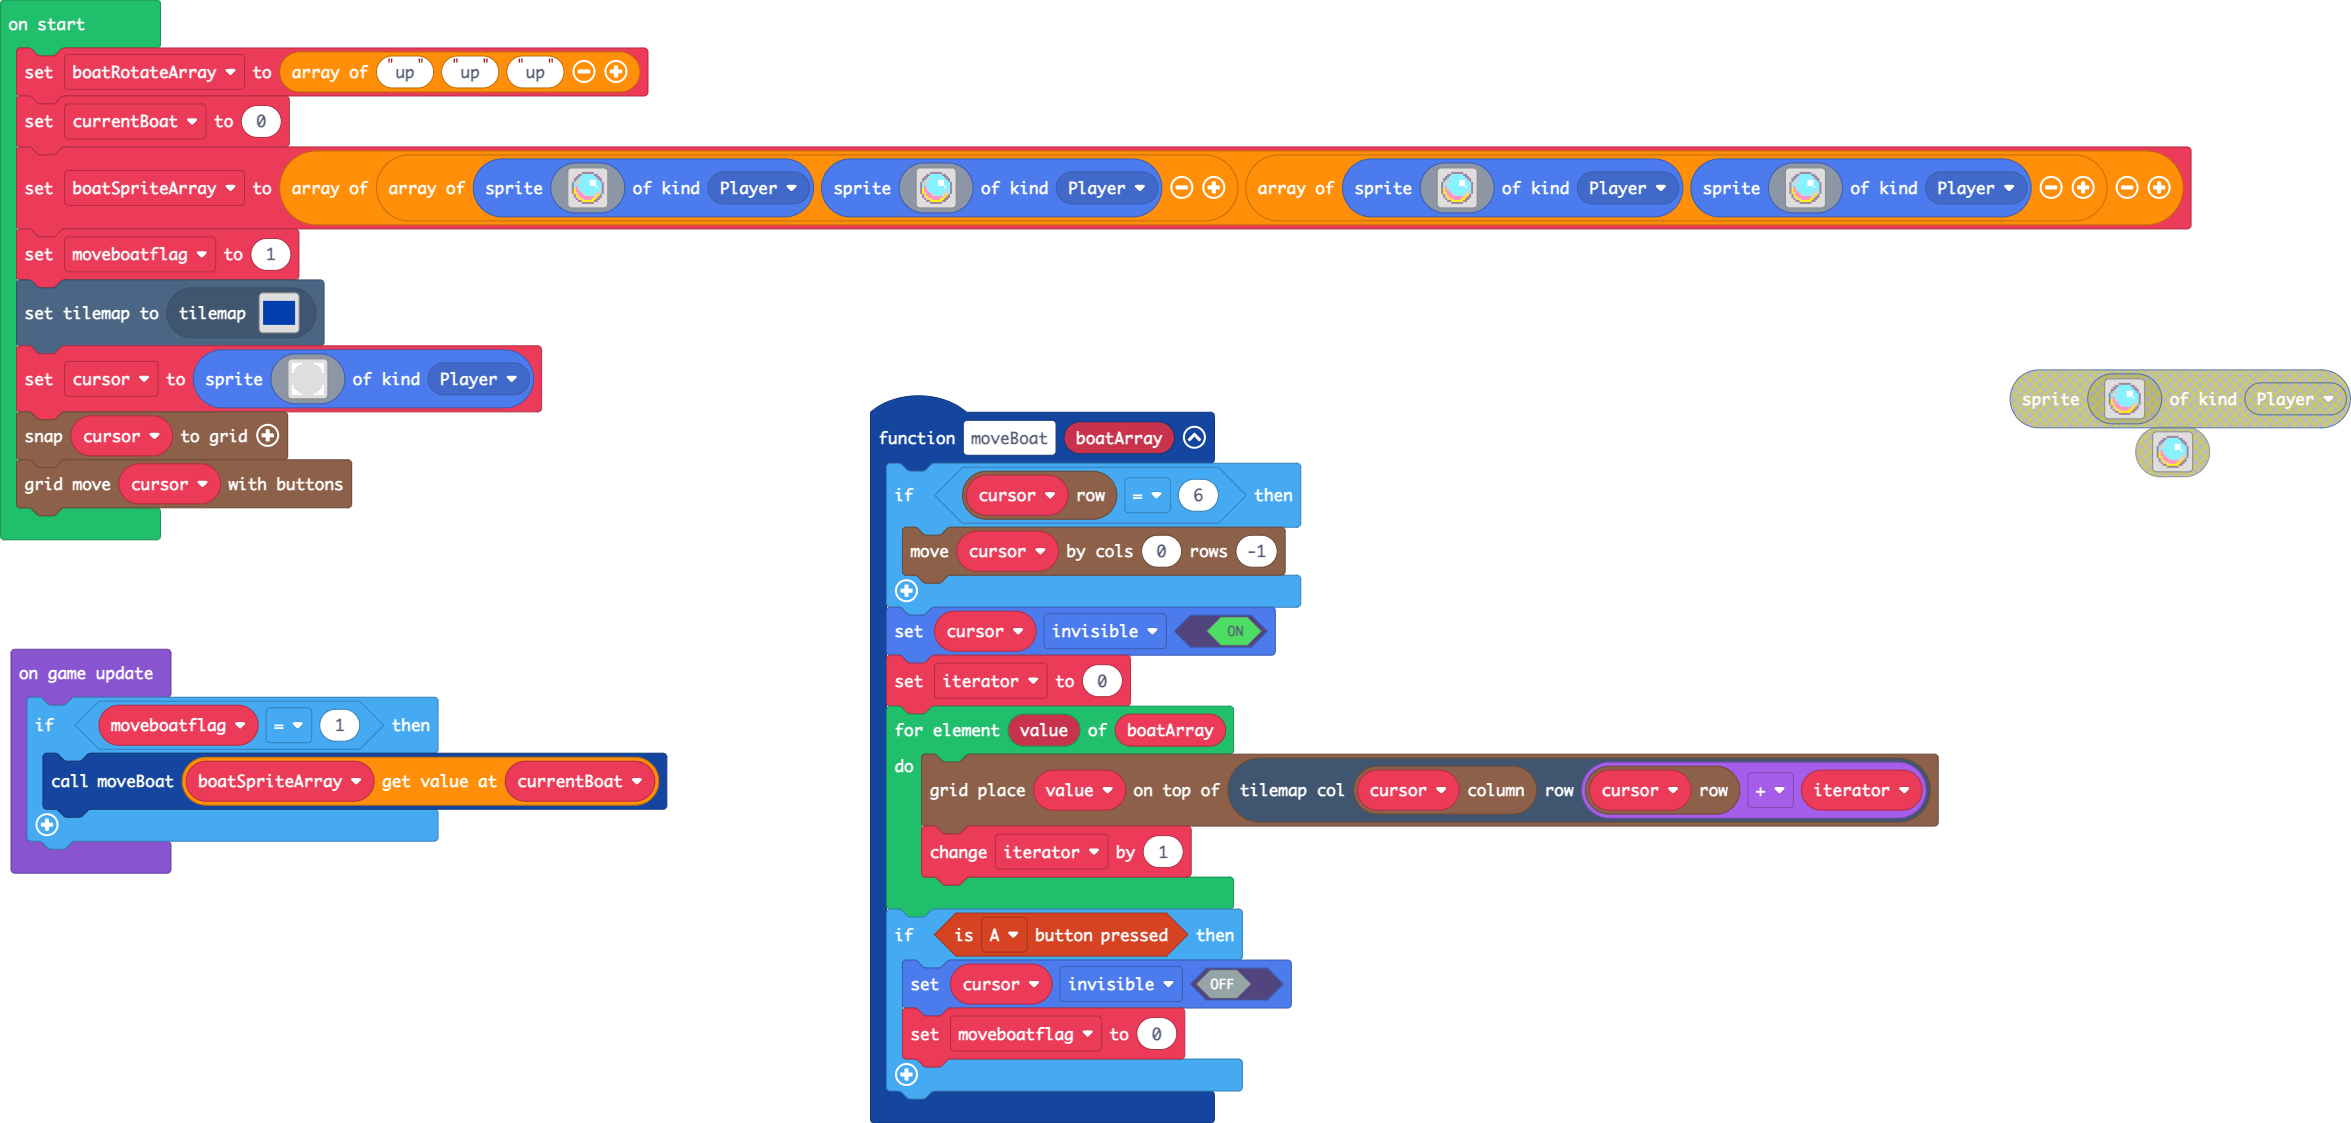 on start
set boatRotateArray to array of "up" "up" "up"
set currentBoat to 0
set boatSpriteArray to array of array of sprite of kind Player sprite of kind Player array of sprite of kind Player sprite of kind Player
set moveboatflag to 1
set tilemap to tilemap
set cursor to sprite of kind Player
snap cursor to grid
grid move cursor with buttons
on game update
if moveboatflag = 1 then
call moveBoat boatSpriteArray get value at currentBoat
function moveBoat boatArray
if cursor row = 6 then
move cursor by cols 0 rows -1
set cursor invisible ON
set iterator to 0
for element value of boatArray
do
grid place value on top of tilemap col cursor column row cursor row + iterator
change iterator by 1
if is A button pressed then
set cursor invisible OFF
set moveboatflag to 0
sprite of kind Player